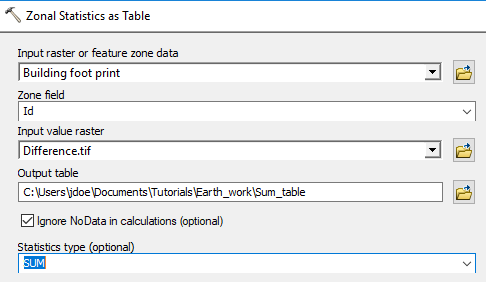 Zonal Statistics as Table
Input raster or feature zone data
Building foot print
Zone field
Id
Input value raster
Difference.tif
Output table
C:\Users\jdoe\Documents\Tutorials\Earth_work\Sum_table
Ignore NoData in calculations (optional)
Statistics type (optional)
SUM